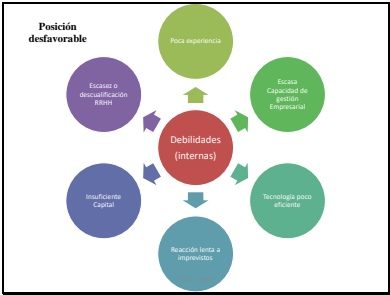 Posición
desfavorable
Poca experiencia
Escasa
Capacidad de
gestión
Empresarial
Tecnología poco
eficiente
Reacción lenta a
imprevistos
Insuficiente
Capital
Escasez o
descualificación
RRHH
Debilidades
(internas)